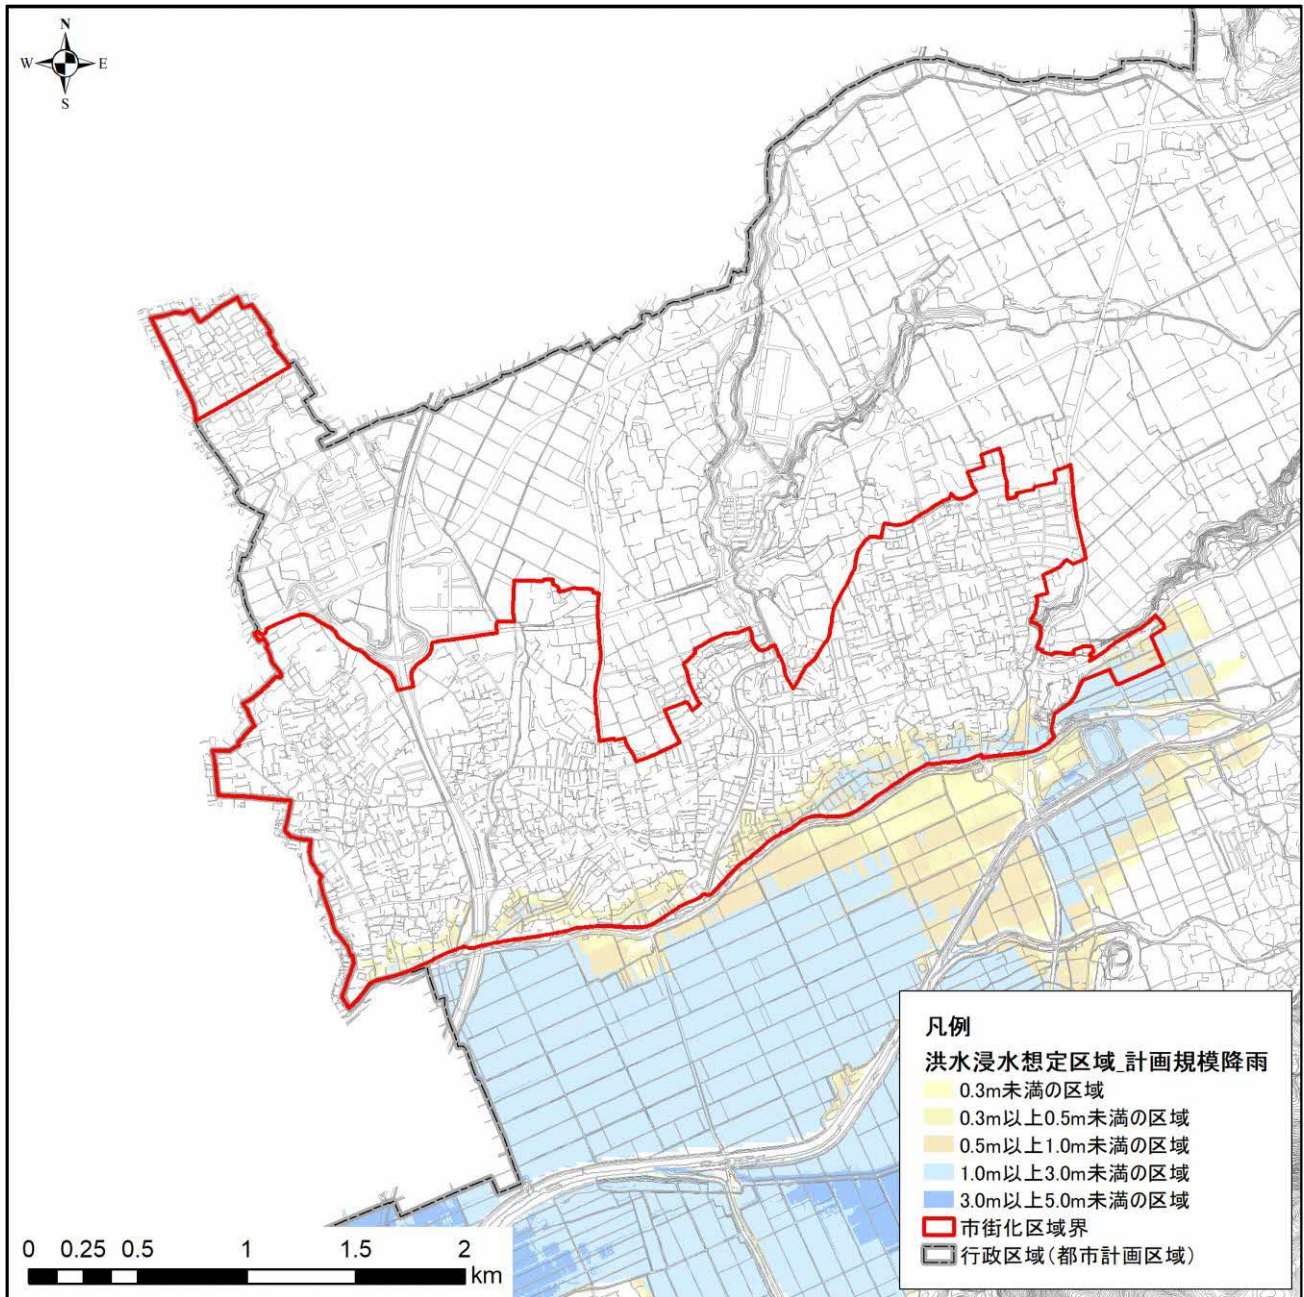 N
W E
S
凡例
洪水浸水想定区域_計画規模降雨
0.3m未満の区域
0.3m以上0.5m未満の区域
0.5m以上1.0m未満の区域
1.0m以上3.0m未満の区域
3.0m以上5.0m未満の区域
市街化区域界
行政区域(都市計画区域)
0 0.25 0.5 1 1.5 2
km